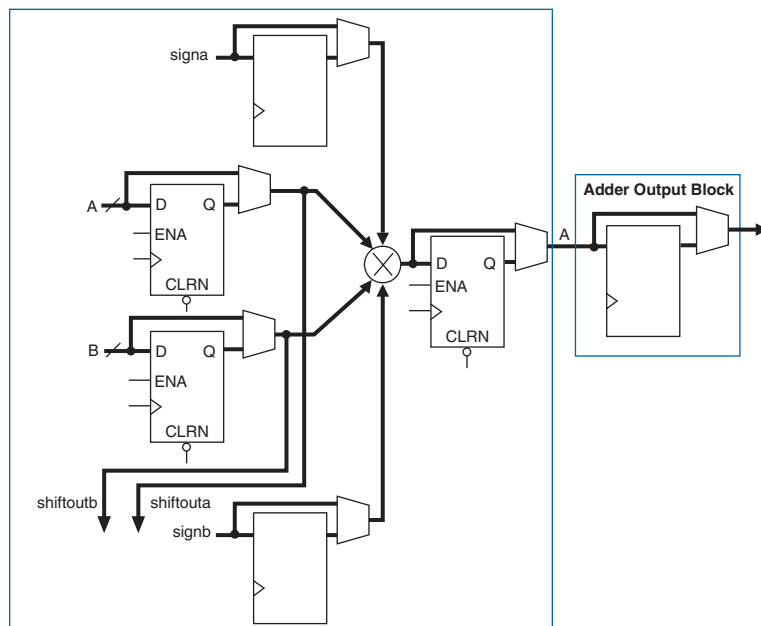 signa
Adder Output Block
A
D Q
ENA
CLRN
A
D Q
ENA
CLRN
B
D Q
ENA
CLRN
shiftoutb
shiftouta
signb